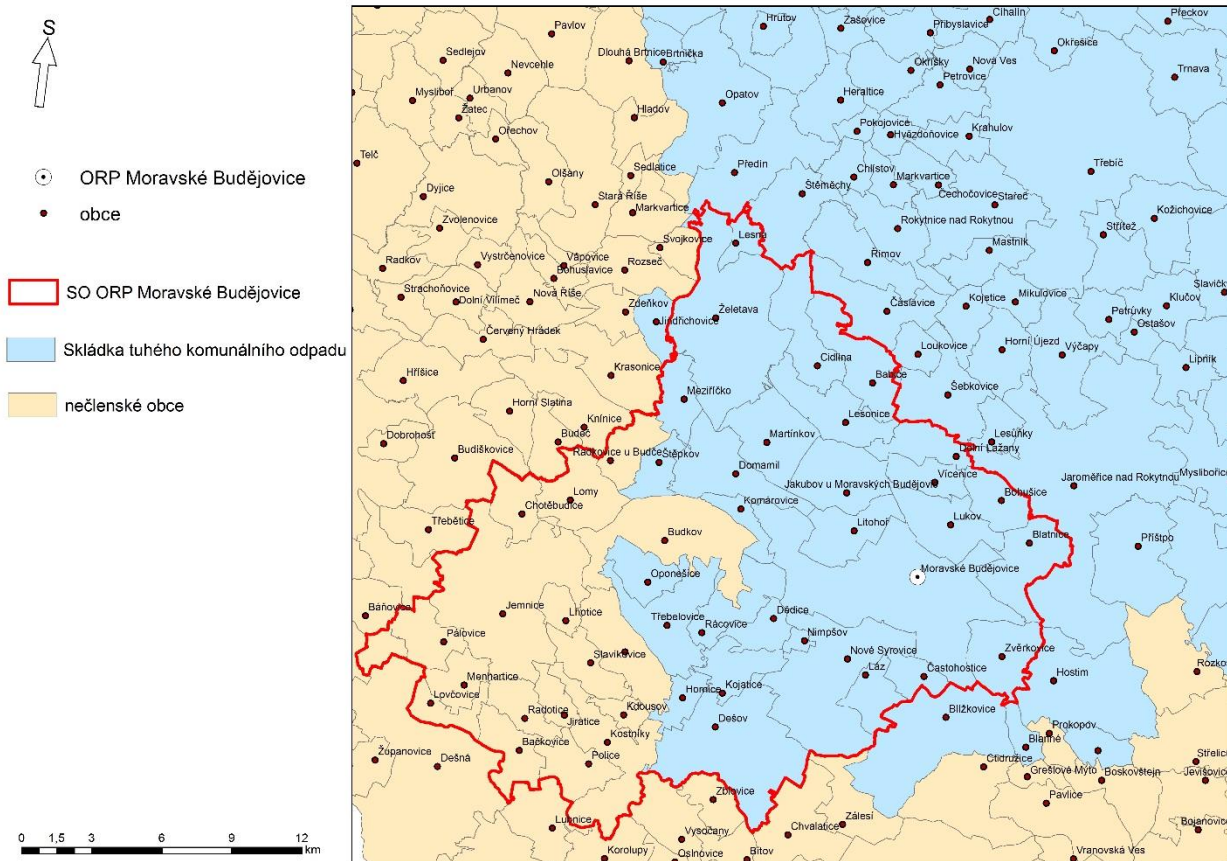 S
ORP Moravské Budějovice
obce
SO ORP Moravské Budějovice
Skládka tuhého komunálního odpadu
nečlenské obce
0 1,5 3 6 9 12
km
Pavlov
Hrutov
Zašovice
Přibyslavice
Číhalín
Přeckov
Sedlejov
Nevcehle
Dlouhá Brtnice
Brtnička
Okřešice
Okříšky
Nová Ves
Petrovice
Trnava
Mysliboř
Urbanov
Žatec
Ořechov
Hladov
Opatov
Heraltice
Pokojovice
Hvězdoňovice
Krahulov
Telč
Olšany
Sedlatice
Předín
Chlístov
Markvartice
Čechočovice
Třebíč
Dyjice
Stará Říše
Markvartice
Štěměchy
Stařeč
Kožichovice
Zvolenovice
Svojkovice
Lesná
Rokytnice nad Rokytnou
Mastník
Střítež
Radkov
Vystrčenovice
Vápovice
Bohuslavice
Rozseč
Římov
Strachoňovice
Dolní Vilímeč
Nová Říše
Zdeňkov
Jindřichovice
Želetava
Čáslavice
Kojetice
Mikulovice
Petrůvky
Klučov
Ostašov
Slavičky
Červený Hrádek
Cidlina
Loukovice
Horní Újezd
Výčapy
Lipník
Hříšice
Krasonice
Meziříčko
Babice
Šebkovice
Horní Slatina
Knínice
Lesonice
Dobrohošť
Budíškovice
Budeč
Radkovice u Budče
Štěpkov
Martínkov
Domamil
Lesůňky
Dolní Lažany
Jakubov u Moravských Budějovic
Vícenice
Jaroměřice nad Rokytnou
Myslibořice
Chotěbudice
Lomy
Komárovice
Bohušice
Třebětice
Budkov
Litohoř
Lukov
Blatnice
Příštpo
Oponešice
Moravské Budějovice
Báňovice
Jemnice
Lhotice
Třebelovice
Rácovice
Dědice
Nimpšov
Pálovice
Slavíkovice
Nové Syrovice
Láz
Zvěrkovice
Častohostice
Hostim
Rozko
Menhartice
Lovčovice
Hornice
Kojatice
Radotice
Jiratice
Kdousov
Dešov
Blížkovice
Prokopov
Bačkovice
Kostníky
Police
Blanné
Županovice
Dešná
Ctidružice
Grešlové Mýto
Boskovštejn
Střelice
Jevišovice
Zblovice
Pavlice
Lubnice
Vysočany
Chvalatice
Zálesí
Bojanovice
Korolupy
Oslnovice
Bítov
Vranovská Ves